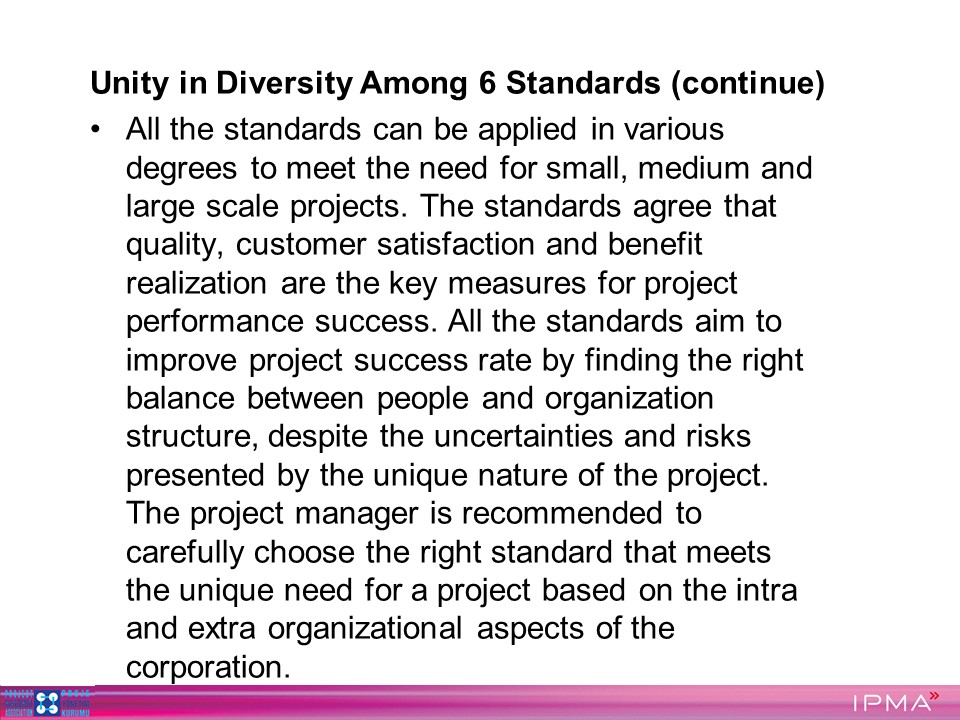 Unity in Diversity Among 6 Standards (continue)
• All the standards can be applied in various
degrees to meet the need for small, medium and
large scale projects. The standards agree that
quality, customer satisfaction and benefit
realization are the key measures for project
performance success. All the standards aim to
improve project success rate by finding the right
balance between people and organization
structure, despite the uncertainties and risks
presented by the unique nature of the project.
The project manager is recommended to
carefully choose the right standard that meets
the unique need for a project based on the intra
and extra organizational aspects of the
corporation.
PROJECT
ASSOCIATION
PROJE
YÖNETİM
KURUMU
IPMA»